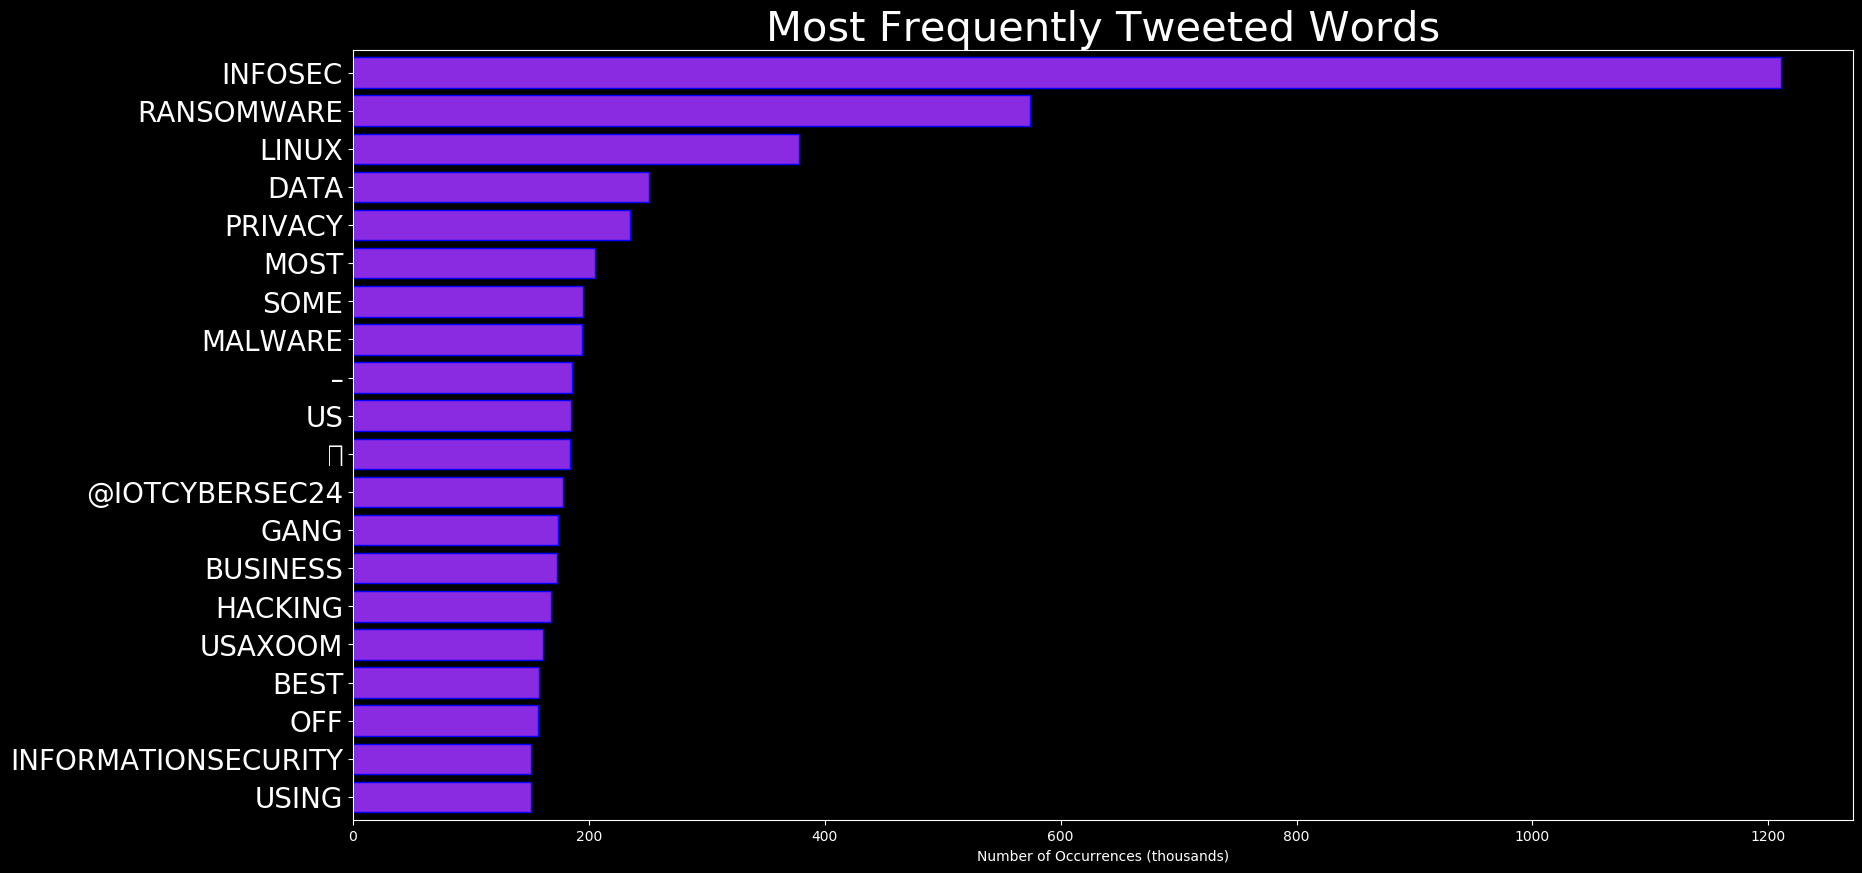 Most Frequently Tweeted Words
INFOSEC
RANSOMWARE
LINUX
DATA
PRIVACY
MOST
SOME
MALWARE
–
US
@IOTCYBERSEC24
GANG
BUSINESS
HACKING
USAXOOM
BEST
OFF
INFORMATIONSECURITY
USING
0 200 400 600 800 1000 1200
Number of Occurrences (thousands)